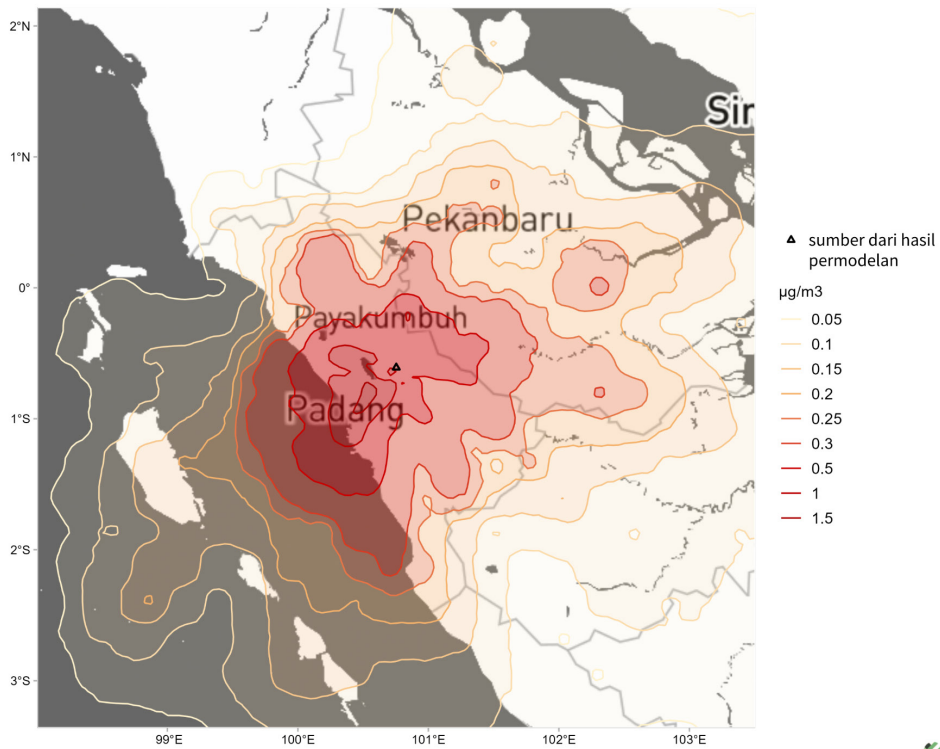 2°N
1°N
0°
1°S
2°S
3°S
99°E
100°E
101°E
102°E
103°E
Sin
Pekanbaru
Payakumbuh
Padang
sumber dari hasil
permodelan
µg/m3
0.05
0.1
0.15
0.2
0.25
0.3
0.5
1
1.5